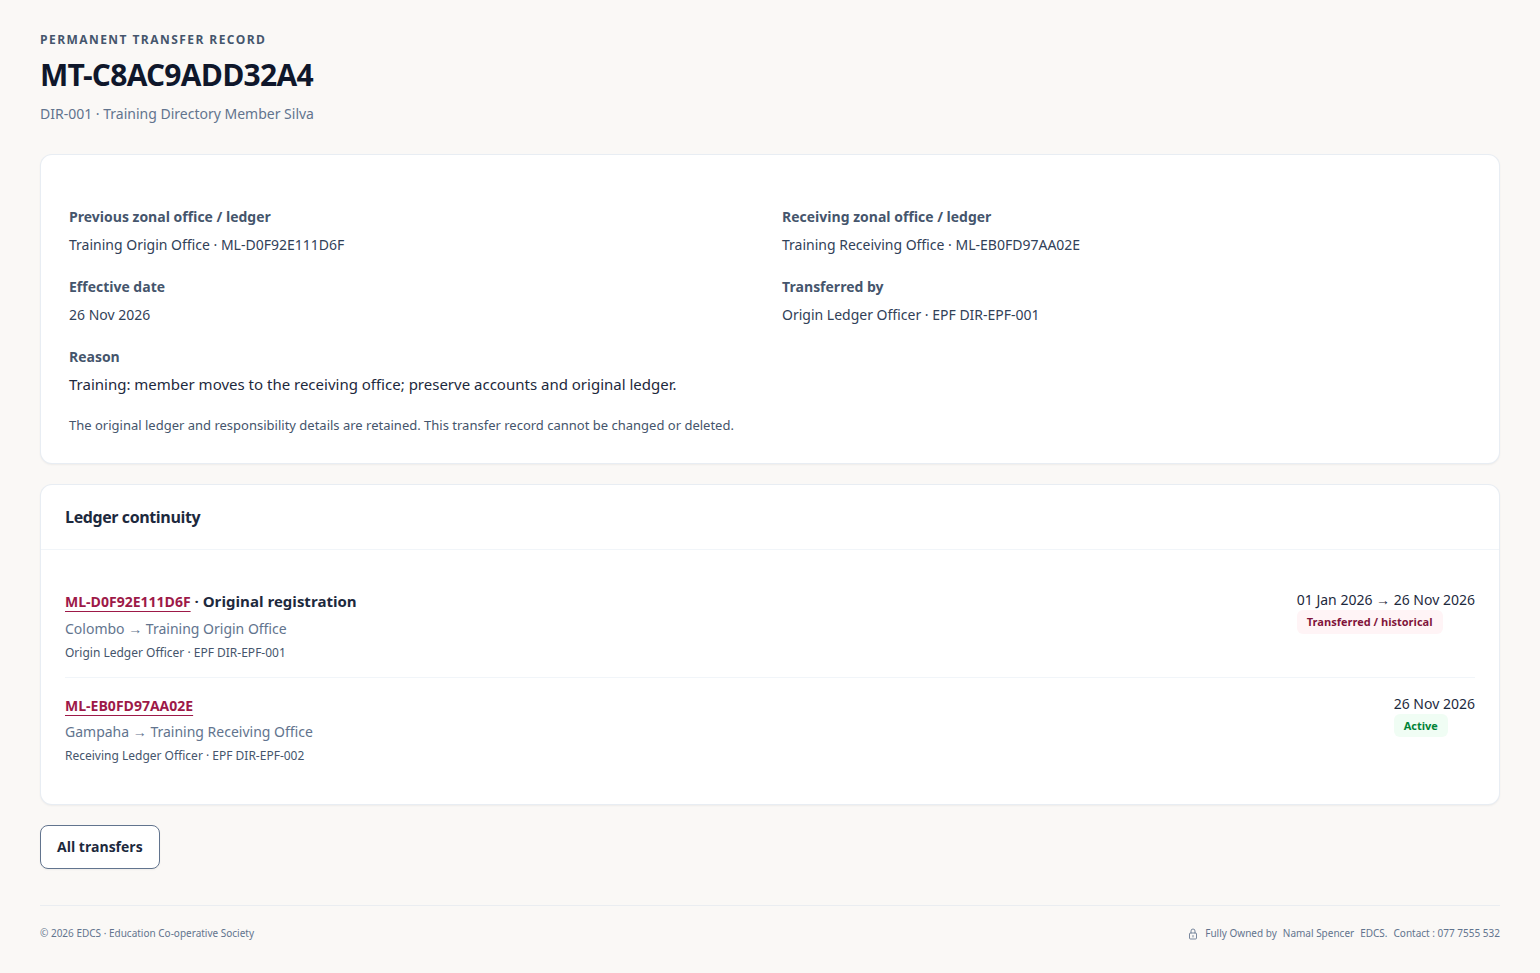 PERMANENT TRANSFER RECORD
MT-C8AC9ADD32A4
DIR-001 · Training Directory Member Silva
Previous zonal office / ledger
Training Origin Office · ML-D0F92E111D6F
Receiving zonal office / ledger
Training Receiving Office · ML-EB0FD97AA02E
Effective date
26 Nov 2026
Transferred by
Origin Ledger Officer · EPF DIR-EPF-001
Reason
Training: member moves to the receiving office; preserve accounts and original ledger.
The original ledger and responsibility details are retained. This transfer record cannot be changed or deleted.
Ledger continuity
ML-D0F92E111D6F · Original registration
Colombo → Training Origin Office
Origin Ledger Officer · EPF DIR-EPF-001
01 Jan 2026 → 26 Nov 2026
Transferred / historical
ML-EB0FD97AA02E
Gampaha → Training Receiving Office
Receiving Ledger Officer · EPF DIR-EPF-002
26 Nov 2026
Active
All transfers
© 2026 EDCS · Education Co-operative Society
Fully Owned by Namal Spencer EDCS. Contact : 077 7555 532